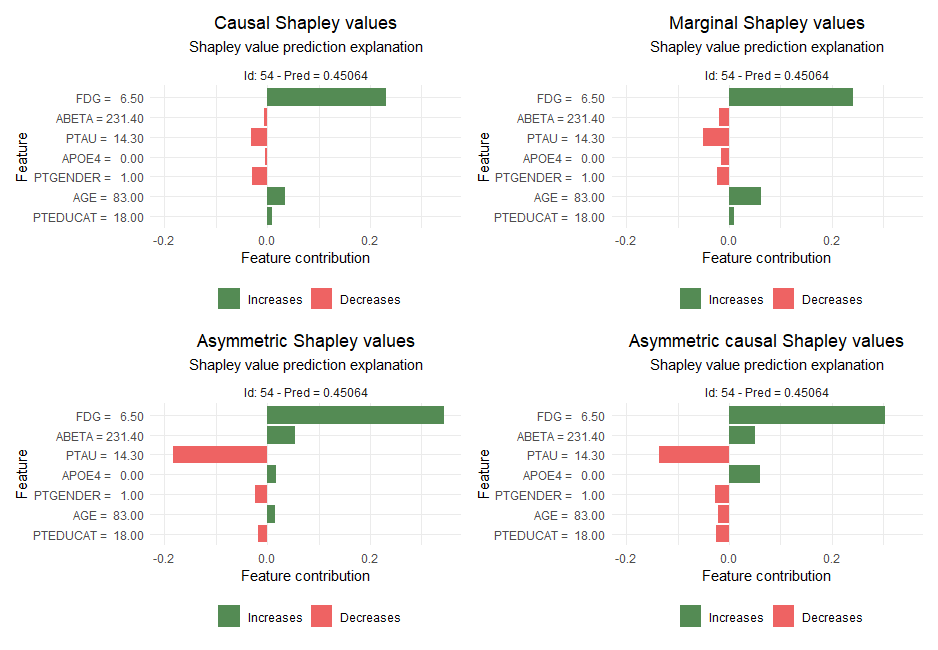 Causal Shapley values
Shapley value prediction explanation
Id: 54 - Pred = 0.45064
Feature
FDG = 6.50
ABETA = 231.40
PTAU = 14.30
APOE4 = 0.00
PTGENDER = 1.00
AGE = 83.00
PTEDUCAT = 18.00
-0.2 0.0 0.2
Feature contribution
Increases Decreases
Marginal Shapley values
Shapley value prediction explanation
Id: 54 - Pred = 0.45064
Feature
FDG = 6.50
ABETA = 231.40
PTAU = 14.30
APOE4 = 0.00
PTGENDER = 1.00
AGE = 83.00
PTEDUCAT = 18.00
-0.2 0.0 0.2
Feature contribution
Increases Decreases
Asymmetric Shapley values
Shapley value prediction explanation
Id: 54 - Pred = 0.45064
Feature
FDG = 6.50
ABETA = 231.40
PTAU = 14.30
APOE4 = 0.00
PTGENDER = 1.00
AGE = 83.00
PTEDUCAT = 18.00
-0.2 0.0 0.2
Feature contribution
Increases Decreases
Asymmetric causal Shapley values
Shapley value prediction explanation
Id: 54 - Pred = 0.45064
Feature
FDG = 6.50
ABETA = 231.40
PTAU = 14.30
APOE4 = 0.00
PTGENDER = 1.00
AGE = 83.00
PTEDUCAT = 18.00
-0.2 0.0 0.2
Feature contribution
Increases Decreases